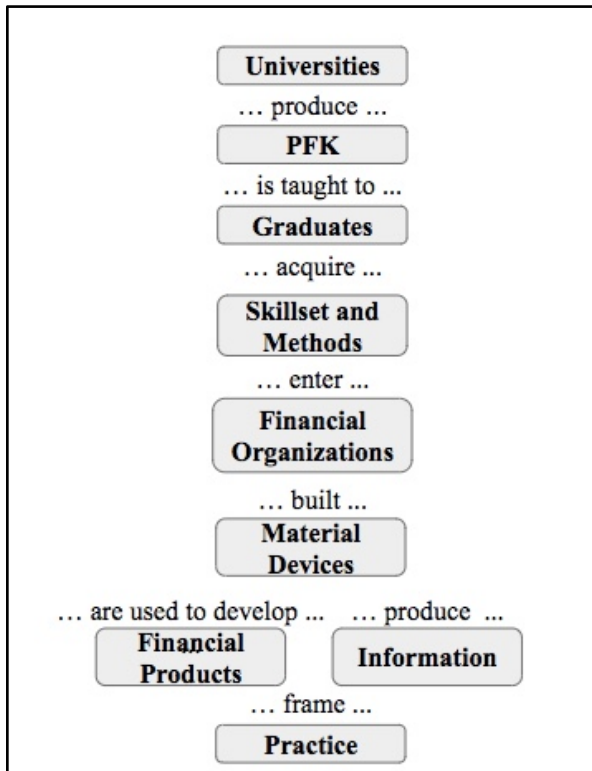 Universities
… produce ...
PFK
… is taught to ...
Graduates
… acquire ...
Skillset and
Methods
… enter ...
Financial
Organizations
… built ...
Material
Devices
… are used to develop ... … produce ...
Financial
Products
Information
… frame ...
Practice